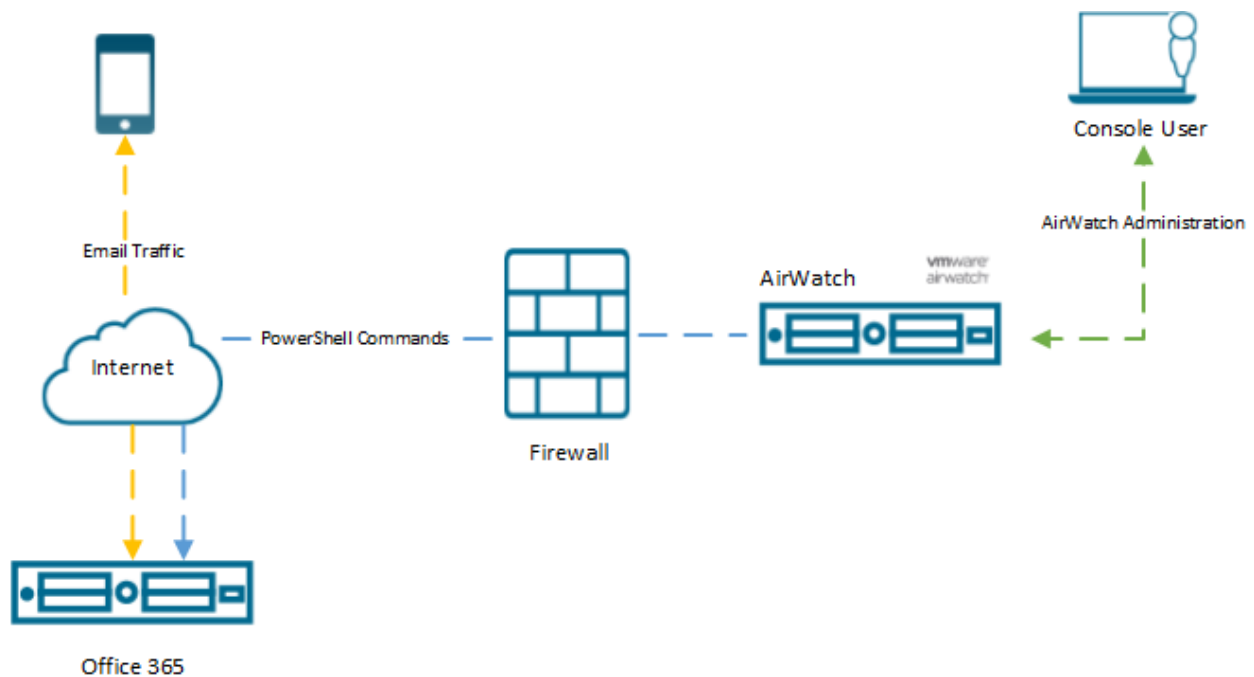 Console User
AirWatch Administration
Email Traffic
vmware
airwatch
AirWatch
PowerShell Commands
Internet
Firewall
Office 365